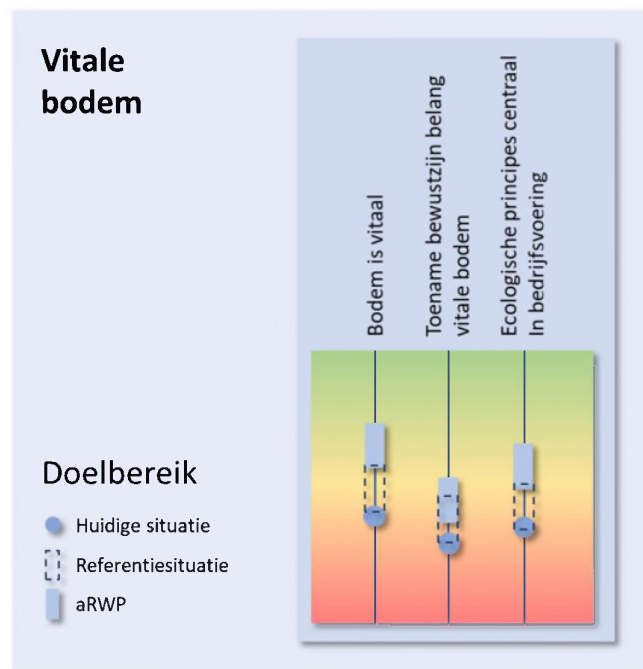 Vitale
bodem
Bodem is vitaal
Toename bewustzijn belang
vitale bodem
Ecologische principes centraal
In bedrijfsvoering
Doelbereik
Huidige situatie
Referentiesituatie
aRWP